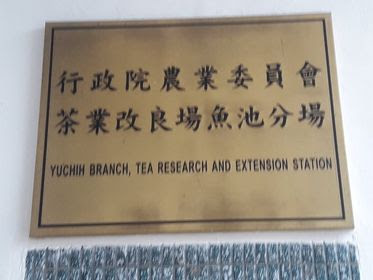 行政院農業委員會
茶業改良場魚池分場
YUCHIH BRANCH, TEA RESEARCH AND EXTENSION STATION